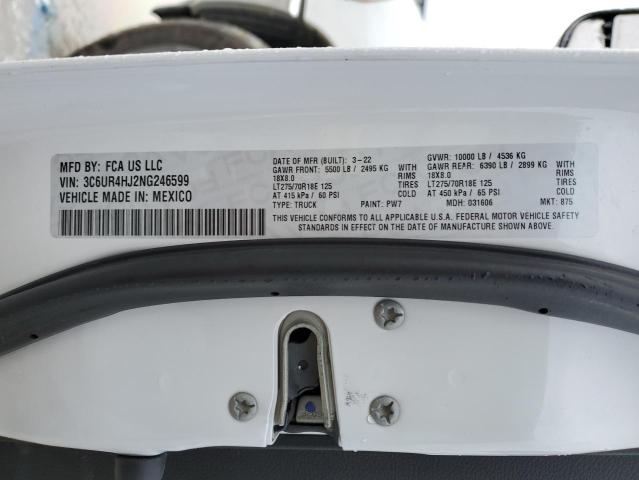 MFD BY: FCA US LLC
VIN: 3C6UR4HJ2NG246599
VEHICLE MADE IN: MEXICO
DATE OF MFR (BUILT): 3-22 GVWR: 10000 LB / 4536 KG
GAWR FRONT: 5500 LB / 2495 KG GAWR REAR: 6390 LB / 2899 KG
18X8.0 RIMS 18X8.0 RIMS
LT275/70R18E 125 TIRES LT275/70R18E 125 TIRES
AT 415 kPa / 60 PSI COLD AT 450 kPa / 65 PSI COLD
TYPE: TRUCK PAINT: PW7 MDH: 031606 MKT: 875
THIS VEHICLE CONFORMS TO ALL APPLICABLE U.S.A. FEDERAL MOTOR VEHICLE SAFETY
STANDARDS IN EFFECT ON THE DATE OF MANUFACTURE SHOWN ABOVE.